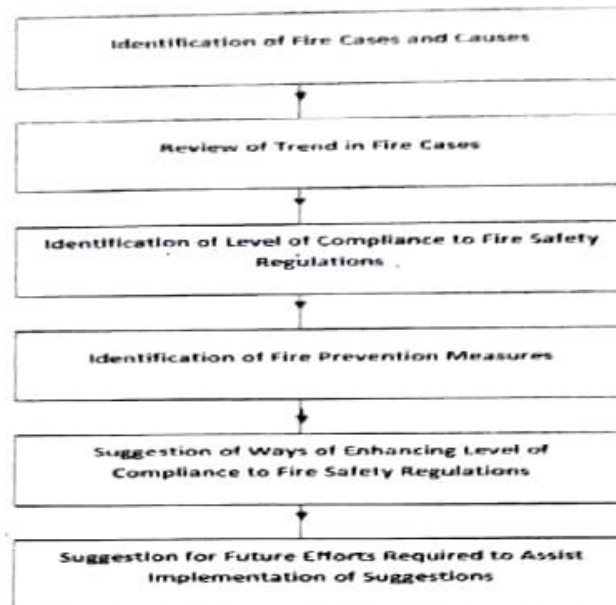 Identification of Fire Cases and Causes
Review of Trend in Fire Cases
Identification of Level of Compliance to Fire Safety
Regulations
Identification of Fire Prevention Measures
Suggestion of Ways of Enhancing Level of
Compliance to Fire Safety Regulations
Suggestion for Future Efforts Required to Assist
Implementation of Suggestions